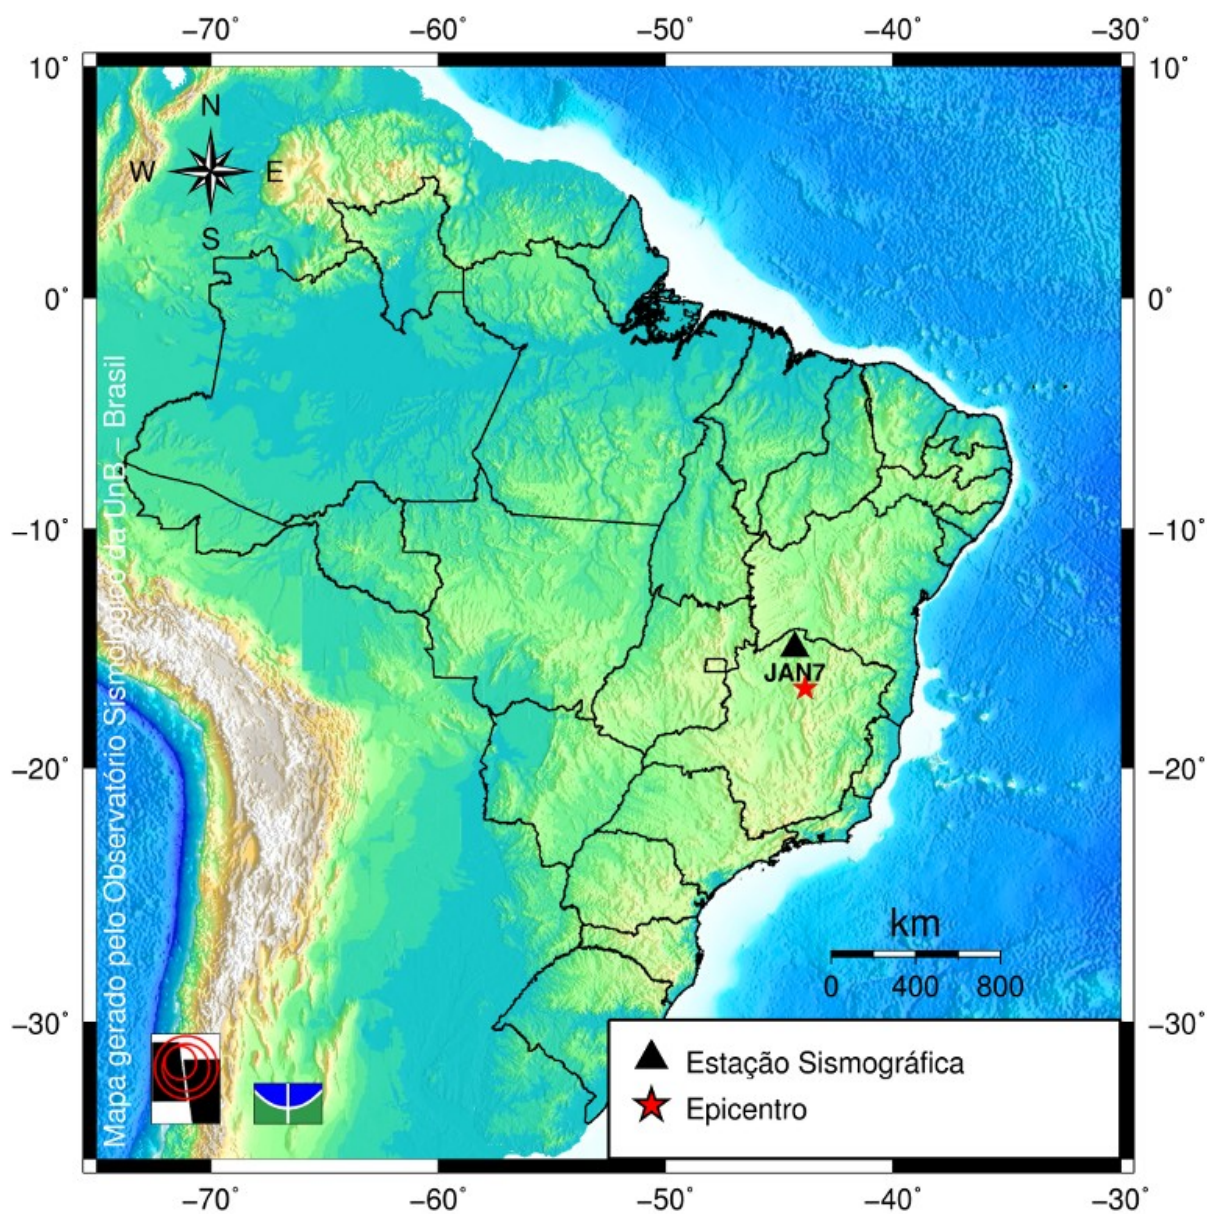 −70˚ −60˚ −50˚ −40˚ −30˚
10˚ 10˚
N
W E
S
0˚ 0˚
−10˚ −10˚
JAN7
−20˚ −20˚
km
0 400 800
−30˚ −30˚
Estação Sismográfica
Epicentro
Mapa gerado pelo Observatório Sismológico da UnB − Brasil
−70˚ −60˚ −50˚ −40˚ −30˚